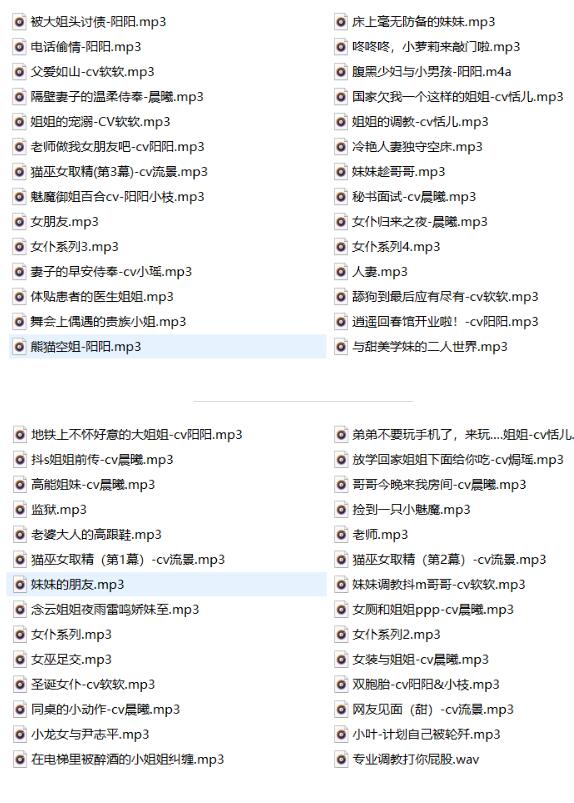 被大姐头讨债-阳阳.mp3
床上毫无防备的妹妹.mp3
电话偷情-阳阳.mp3
咚咚咚，小萝莉来敲门啦.mp3
父爱如山-cv软软.mp3
腹黑少妇与小男孩-阳阳.m4a
隔壁妻子的温柔侍奉-晨曦.mp3
国家欠我一个这样的姐姐-cv恬儿.mp3
姐姐的宠溺-CV软软.mp3
姐姐的调教-cv恬儿.mp3
老师做我女朋友吧-cv阳阳.mp3
冷艳人妻独守空床.mp3
猫巫女取精(第3幕)-cv流景.mp3
妹妹趁哥哥.mp3
魅魔御姐百合cv-阳阳小枝.mp3
秘书面试-cv晨曦.mp3
女朋友.mp3
女仆归来之夜-晨曦.mp3
女仆系列3.mp3
女仆系列4.mp3
妻子的早安侍奉-cv小瑶.mp3
人妻.mp3
体贴患者的医生姐姐.mp3
舔狗到最后应有尽有-cv软软.mp3
舞会上偶遇的贵族小姐.mp3
逍遥回春馆开业啦！-cv阳阳.mp3
熊猫空姐-阳阳.mp3
与甜美学妹的二人世界.mp3
地铁上不怀好意的大姐姐-cv阳阳.mp3
弟弟不要玩手机了，来玩....姐姐-cv恬儿.
抖s姐姐前传-cv晨曦.mp3
放学回家姐姐下面给你吃-cv焗瑶.mp3
高能姐妹-cv晨曦.mp3
哥哥今晚来我房间-cv晨曦.mp3
监狱.mp3
捡到一只小魅魔.mp3
老婆大人的高跟鞋.mp3
老师.mp3
猫巫女取精（第1幕）-cv流景.mp3
猫巫女取精（第2幕）-cv流景.mp3
妹妹的朋友.mp3
妹妹调教抖m哥哥-cv软软.mp3
念云姐姐夜雨雷鸣娇妹至.mp3
女厕和姐姐ppp-cv晨曦.mp3
女仆系列.mp3
女仆系列2.mp3
女巫足交.mp3
女装与姐姐-cv晨曦.mp3
圣诞女仆-cv软软.mp3
双胞胎-cv阳阳&小枝.mp3
同桌的小动作-cv晨曦.mp3
网友见面（甜）-cv流景.mp3
小龙女与尹志平.mp3
小叶-计划自己被轮歼.mp3
在电梯里被醉酒的小姐姐纠缠.mp3
专业调教打你屁股.wav